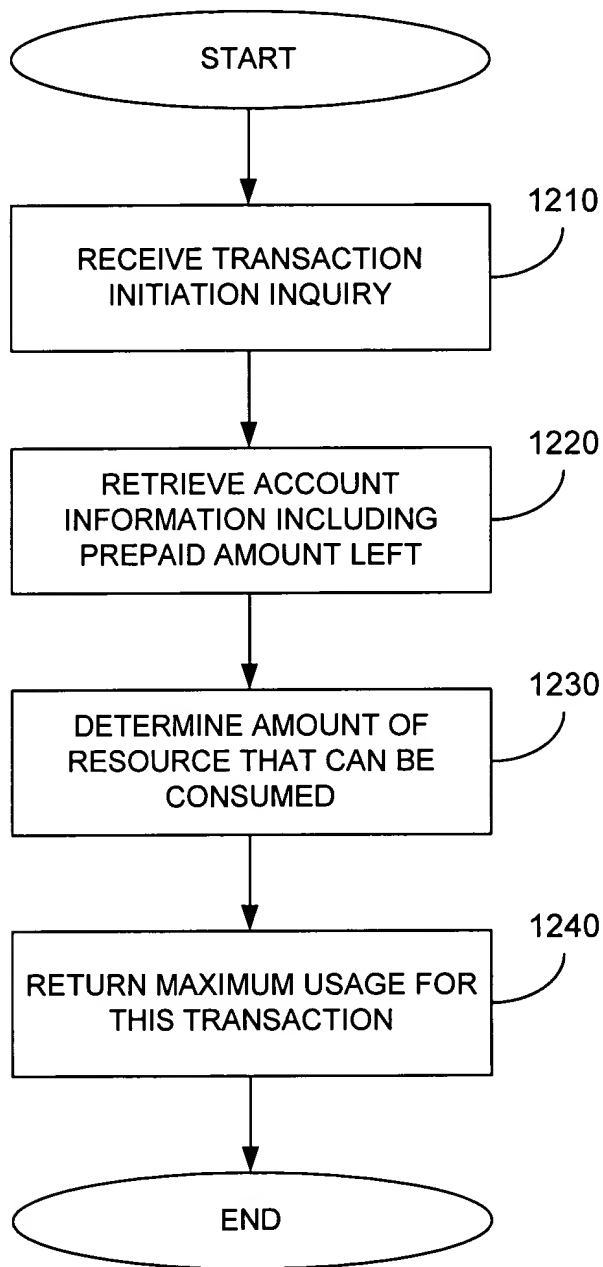 START
1210
RECEIVE TRANSACTION
INITIATION INQUIRY
1220
RETRIEVE ACCOUNT
INFORMATION INCLUDING
PREPAID AMOUNT LEFT
1230
DETERMINE AMOUNT OF
RESOURCE THAT CAN BE
CONSUMED
1240
RETURN MAXIMUM USAGE FOR
THIS TRANSACTION
END